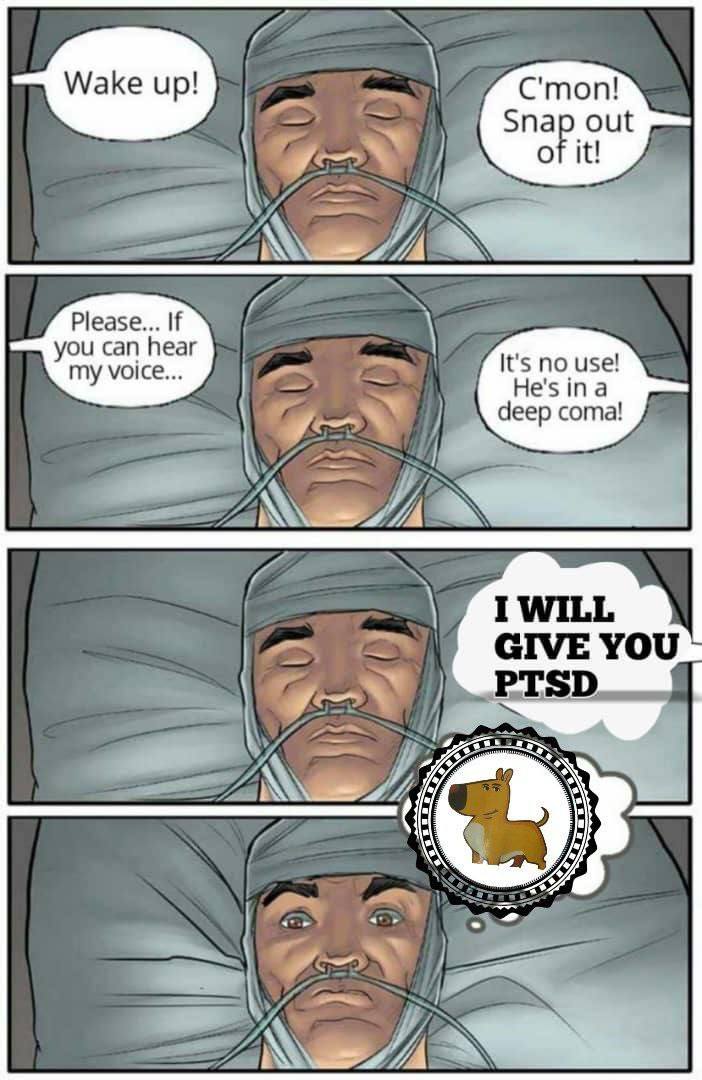 Wake up!
C'mon!
Snap out
of it!
Please... If
you can hear
my voice...
It's no use!
He's in a
deep coma!
I WILL
GIVE YOU
PTSD